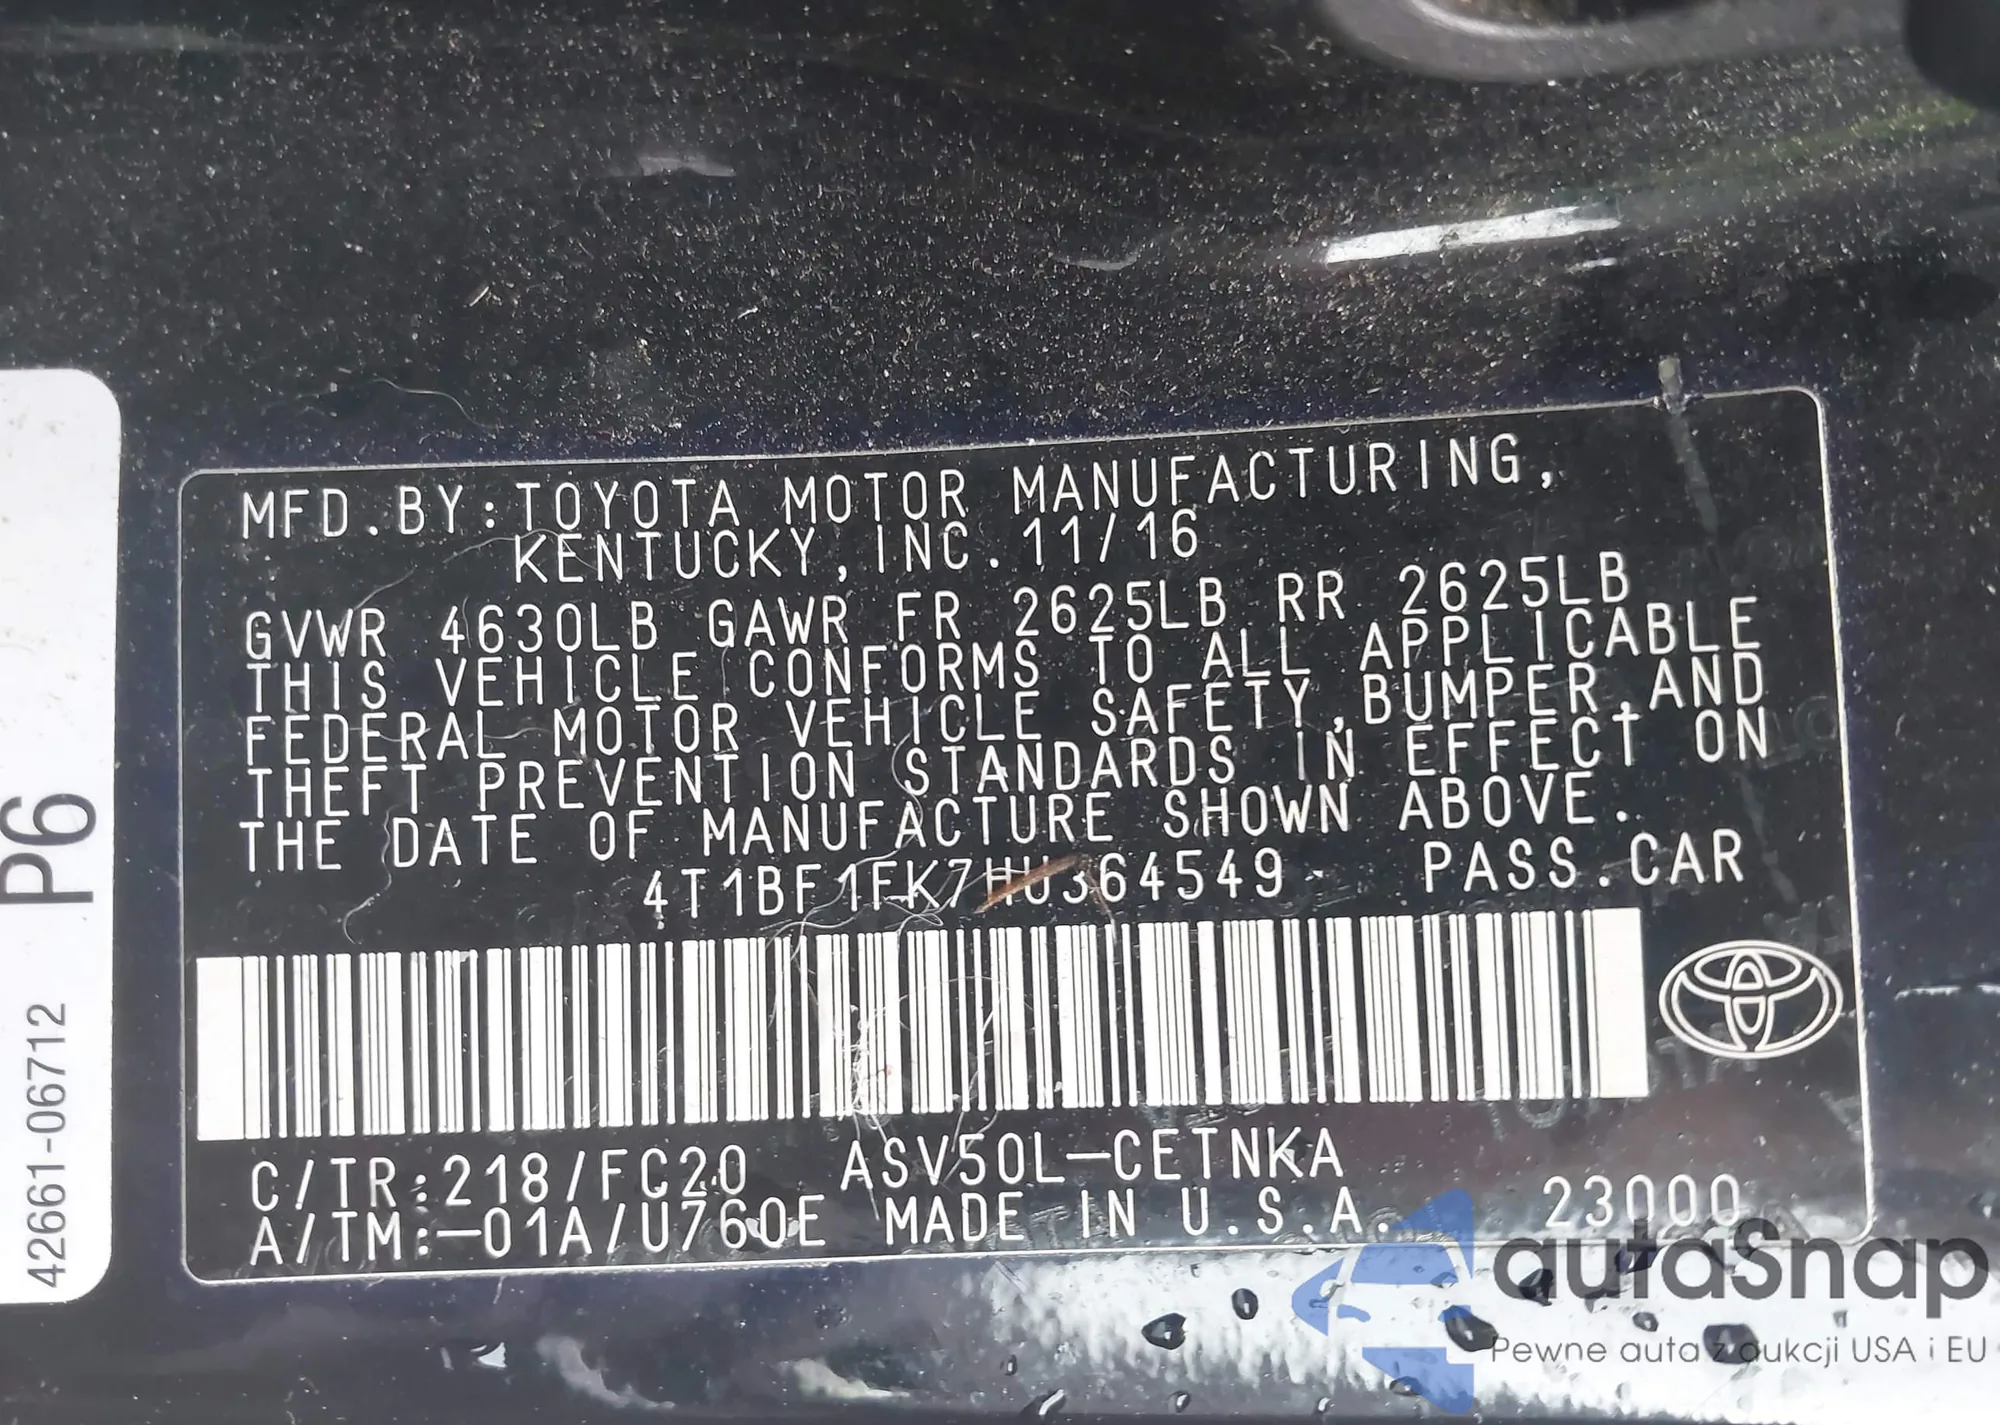 MFD.BY:TOYOTA MOTOR MANUFACTURING,
KENTUCKY,INC.11/16
GVWR 4630LB GAWR FR 2625LB RR 2625LB
THIS VEHICLE CONFORMS TO ALL APPLICABLE
FEDERAL MOTOR VEHICLE SAFETY,BUMPER,AND
THEFT PREVENTION STANDARDS IN EFFECT ON
THE DATE OF MANUFACTURE SHOWN ABOVE.
4T1BF1FK7HU364549 PASS.CAR
C/TR:218/FC20 ASV50L-CETNKA
A/TM:-01A/U760E MADE IN U.S.A. 23000
P6
42661-06712
autaSnap
Pewne auta z aukcji USA i EU